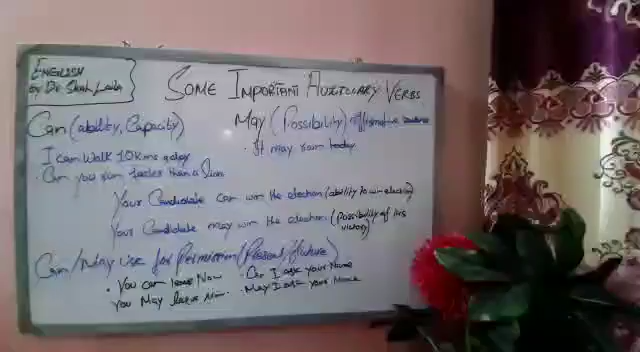 ENGLISH
by Dr. Shah
SOME IMPORTANT AUXILIARY VERBS
Can (ability, Capacity)
May (Possibility)
I can walk 10 kms a day
· It may rain today
· Can you run faster than a lion
Your Candidate can win the election (ability to win election)
Your Candidate may win the election (possibility of his victory)
Can/May use for Permission (Present/future)
· You can leave Now
· Can I ask your Name
You May leave Now
· May I ask your Name